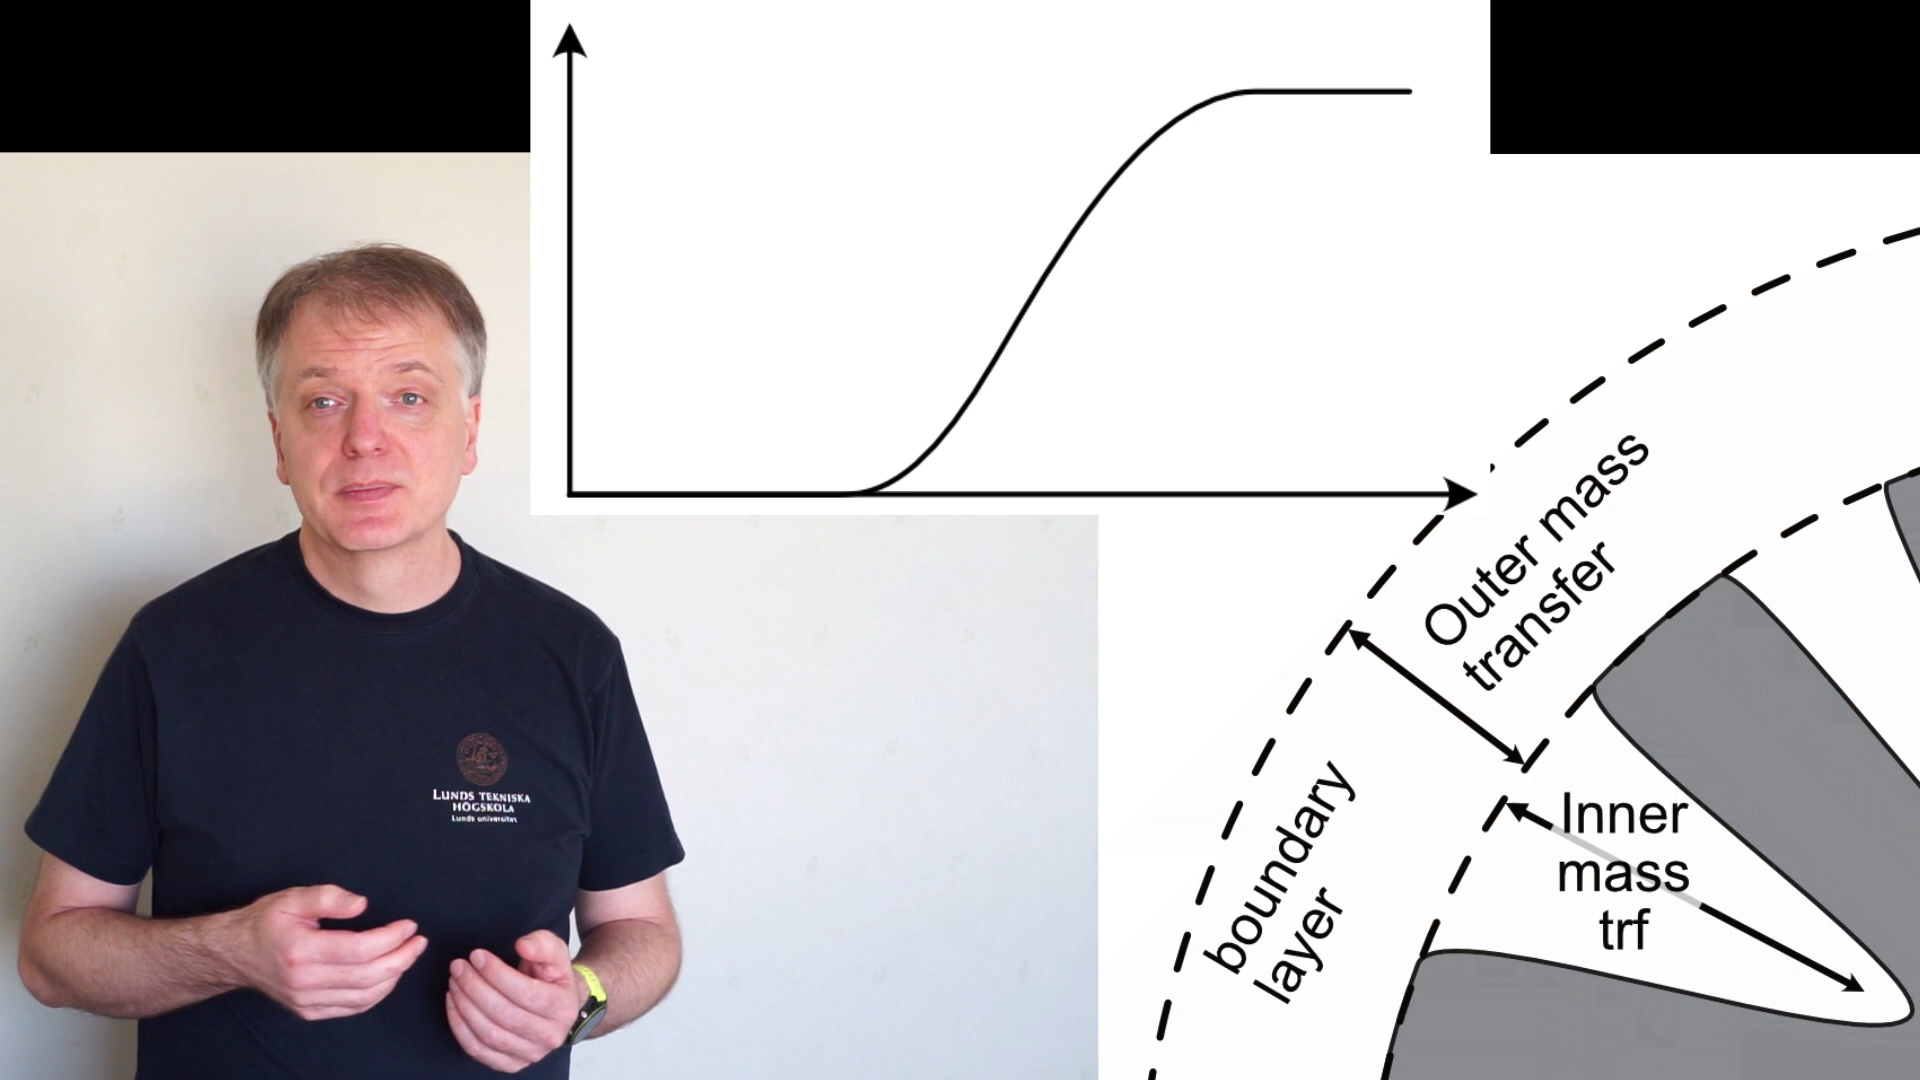 Outer mass
transfer
boundary
layer
Inner
mass
trf
LUNDS TEKNISKA
HÖGSKOLA
Lunds universitet